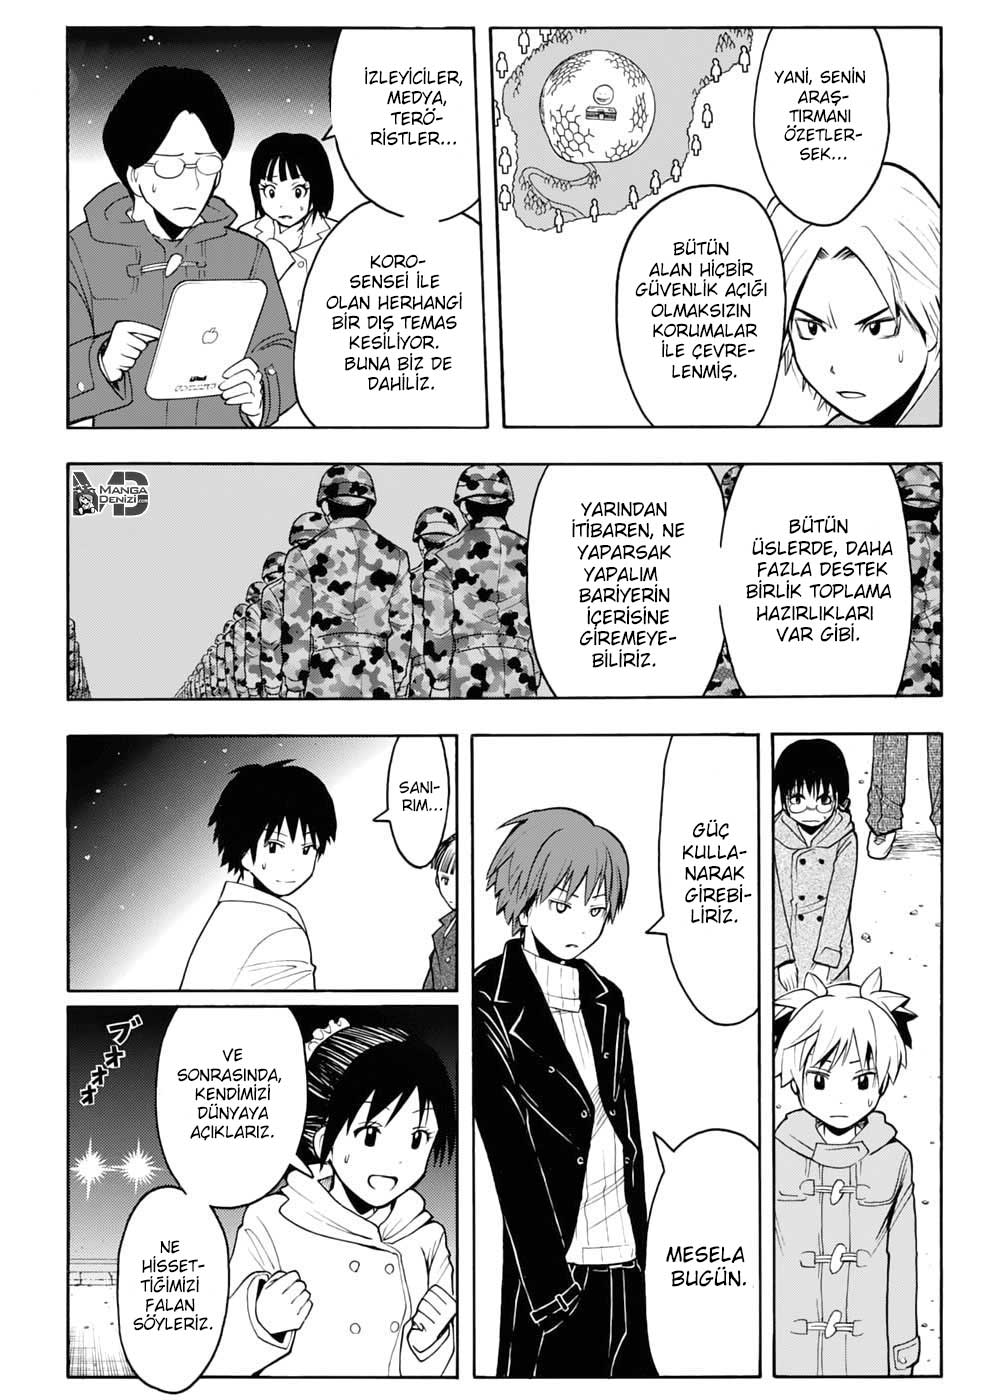 YANİ, SENİN
ARAŞ-
TIRMANI
ÖZETLER-
SEK...
BÜTÜN
ALAN HİÇBİR
GÜVENLİK AÇIĞI
OLMAKSIZIN
KORUMALAR
İLE ÇEVRE-
LENMİŞ.
İZLEYİCİLER,
MEDYA,
TERÖ-
RİSTLER...
KORO-
SENSEİ İLE
OLAN HERHANGİ
BİR DIŞ TEMAS
KESİLİYOR.
BUNA BİZ DE
DAHİLİZ.
BÜTÜN
ÜSLERDE, DAHA
FAZLA DESTEK
BİRLİK TOPLAMA
HAZIRLIKLARI
VAR GİBİ.
YARINDAN
İTİBAREN, NE
YAPARSAK
YAPALIM
BARİYERİN
İÇERİSİNE
GİREMEYE-
BİLİRİZ.
MD
MANGA
DENİZİ.com
GÜÇ
KULLA-
NARAK
GİREBİ-
LİRİZ.
MESELA
BUGÜN.
SANI-
RIM...
VE
SONRASINDA,
KENDİMİZİ
DÜNYAYA
AÇIKLARIZ.
ブオオオ
NE
HİSSET-
TİĞİMİZİ
FALAN
SÖYLERİZ.